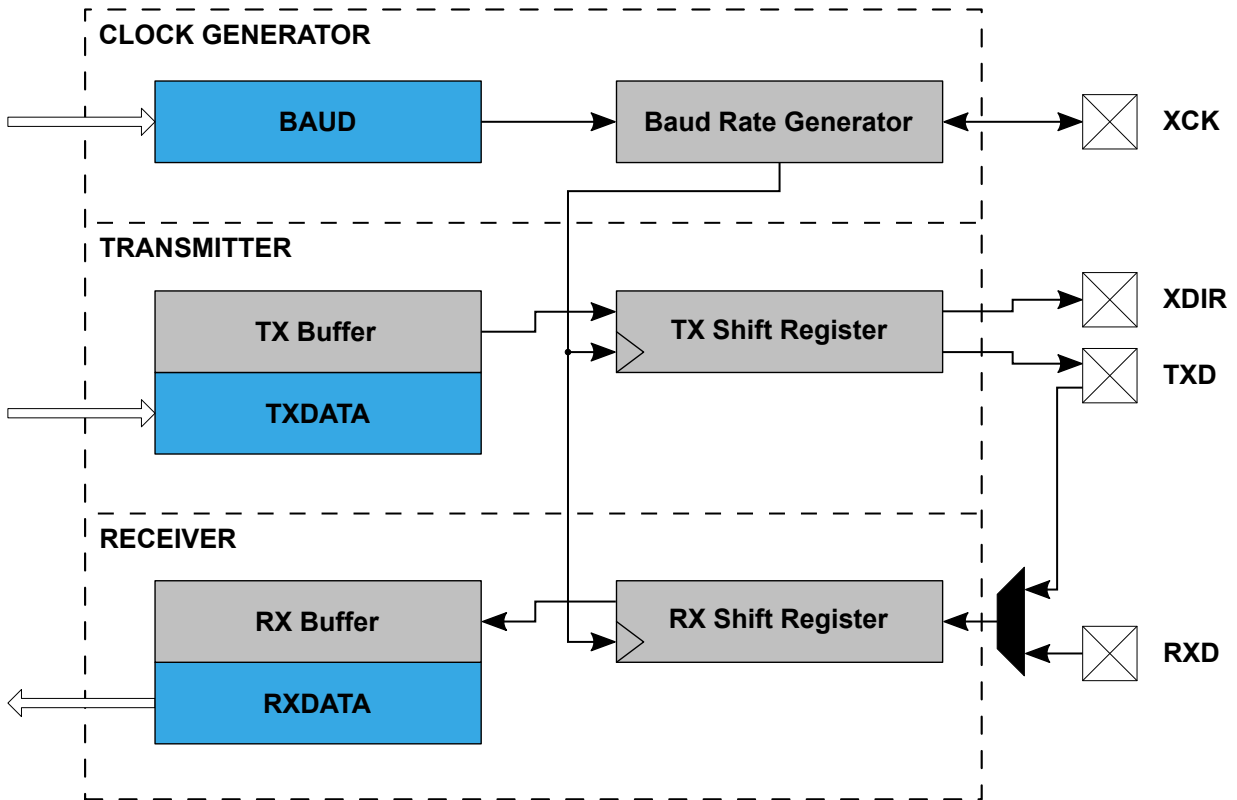 CLOCK GENERATOR
BAUD
Baud Rate Generator
XCK
TRANSMITTER
TX Buffer
TX Shift Register
XDIR
TXD
TXDATA
RECEIVER
RX Buffer
RX Shift Register
RXD
RXDATA